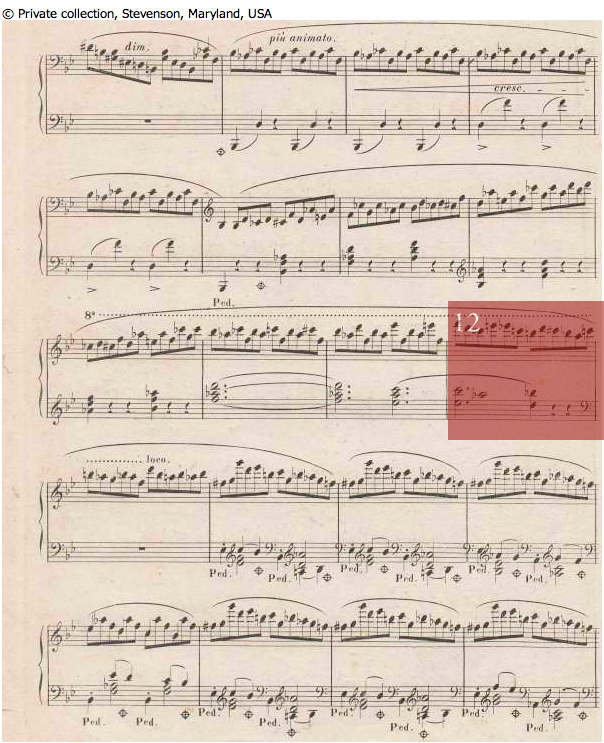 © Private collection, Stevenson, Maryland, USA
dim. più animato.
cresc.
Ped.
8ª
12
loco.
Ped. Ped. Ped. Ped. Ped. Ped.
Ped. Ped. Ped. Ped. Ped. Ped. Ped. Ped.